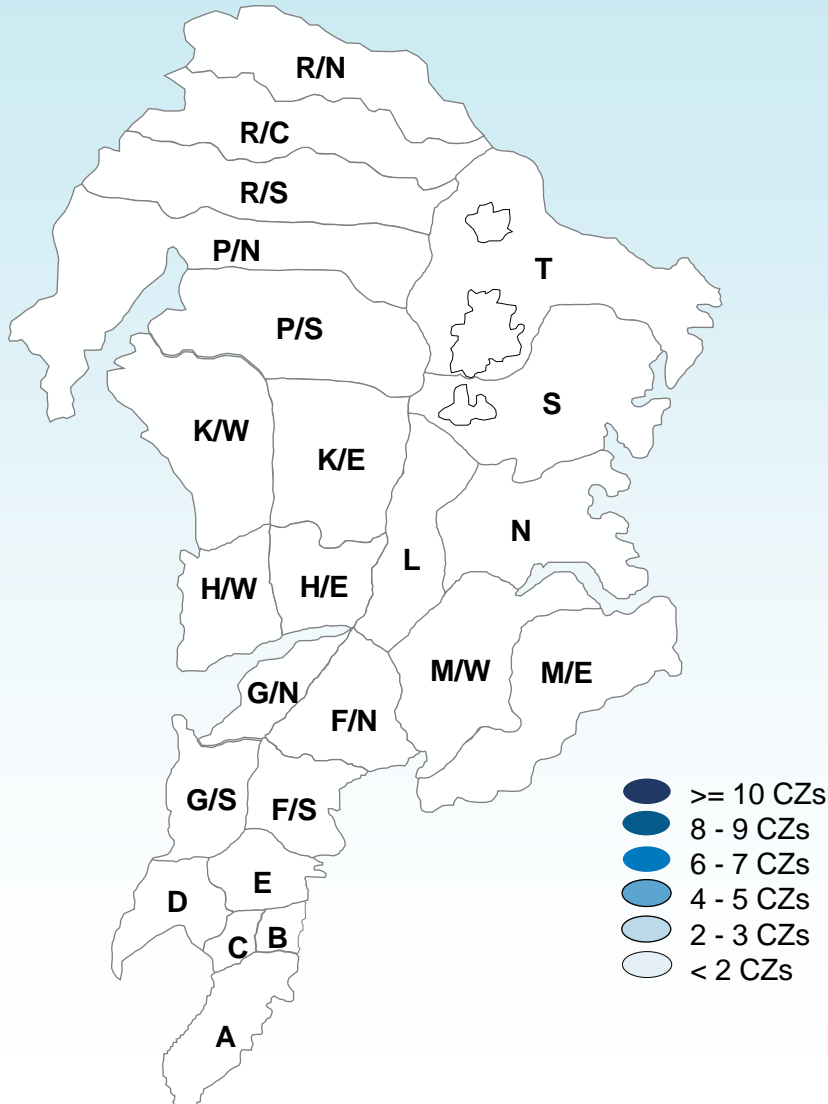 R/N
R/C
R/S
P/N
T
P/S
S
K/W
K/E
N
L
H/W
H/E
M/W
M/E
G/N
F/N
G/S
F/S
E
D
B
C
A
>= 10 CZs
8 - 9 CZs
6 - 7 CZs
4 - 5 CZs
2 - 3 CZs
< 2 CZs